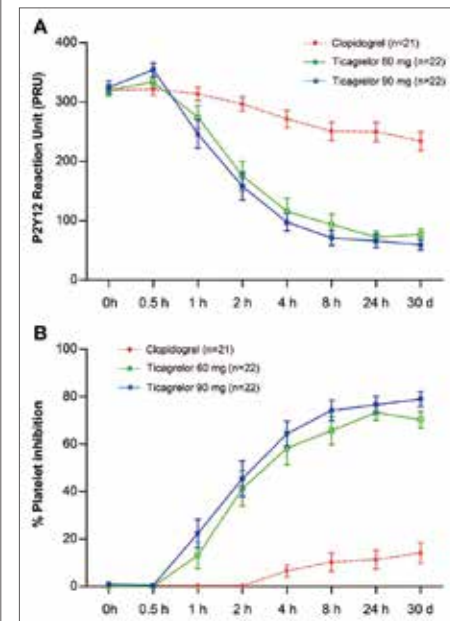 A
400
300
200
100
0
P2Y12 Reaction Unit (PRU)
Clopidogrel (n=21)
Ticagrelor 60 mg (n=22)
Ticagrelor 90 mg (n=22)
0h 0.5h 1 h 2 h 4 h 8 h 24 h 30 d
B
100
80
60
40
20
0
% Platelet inhibition
Clopidogrel (n=21)
Ticagrelor 60 mg (n=22)
Ticagrelor 90 mg (n=22)
0h 0.5 h 1 h 2 h 4 h 8 h 24 h 30 d